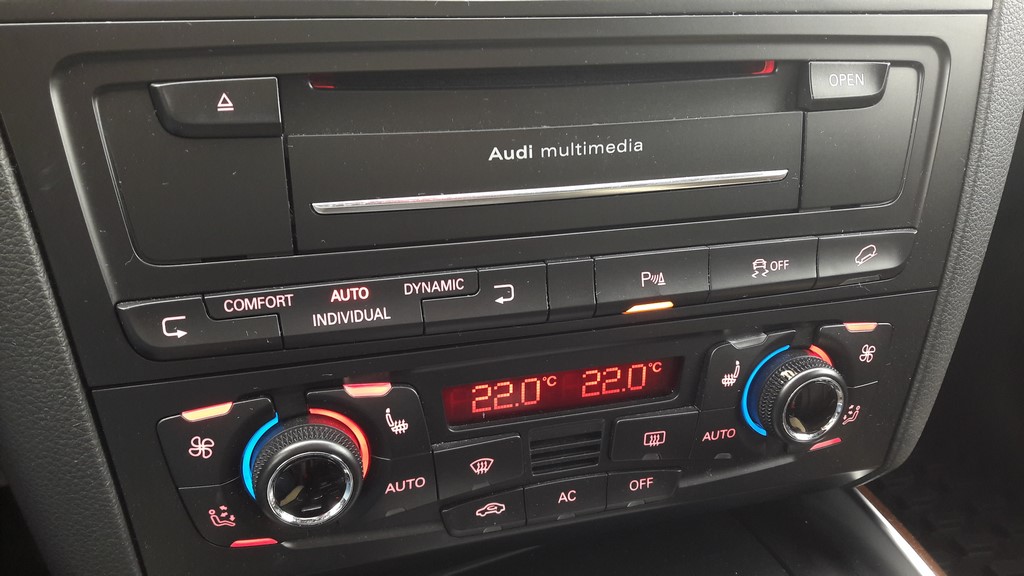 OPEN
Audi multimedia
COMFORT AUTO DYNAMIC
INDIVIDUAL
P
OFF
22.0°C 22.0°C
AUTO
AUTO
AC
OFF